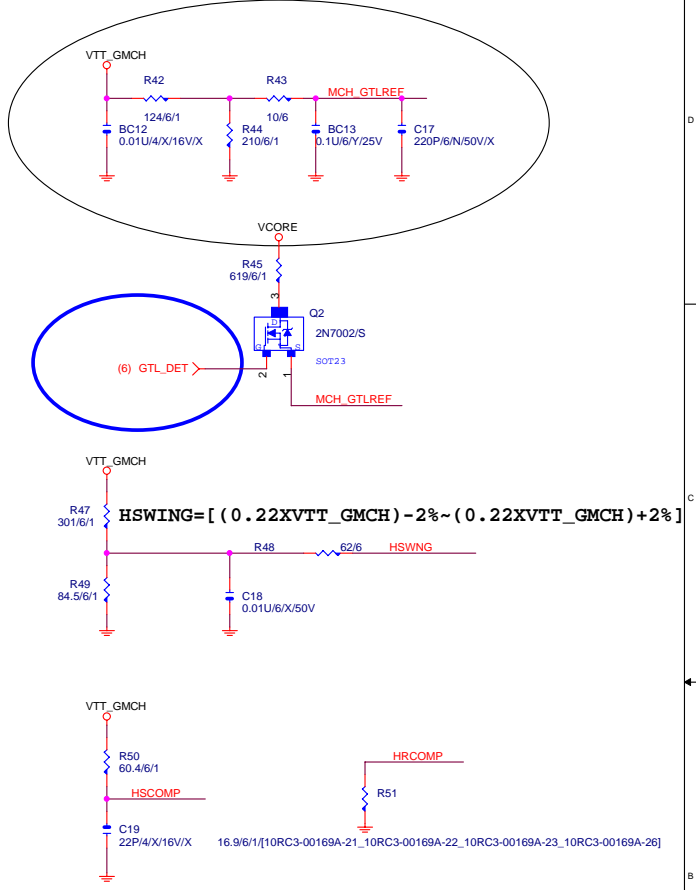 VTT_GMCH
R42
R43
MCH_GTLREF
124/6/1
10/6
BC12
0.01U/4/X/16V/X
R44
210/6/1
BC13
0.1U/6/Y/25V
C17
220P/6/N/50V/X
D
VCORE
R45
619/6/1
3
Q2
D
2N7002/S
G
S
SOT23
(6) GTL_DET
2
1
MCH_GTLREF
VTT_GMCH
R47
301/6/1
HSWING=[(0.22XVTT_GMCH)-2%~(0.22XVTT_GMCH)+2%]
C
R48
62/6
HSWNG
R49
84.5/6/1
C18
0.01U/6/X/50V
VTT_GMCH
R50
60.4/6/1
HRCOMP
HSCOMP
R51
C19
22P/4/X/16V/X
16.9/6/1/[10RC3-00169A-21_10RC3-00169A-22_10RC3-00169A-23_10RC3-00169A-26]
B